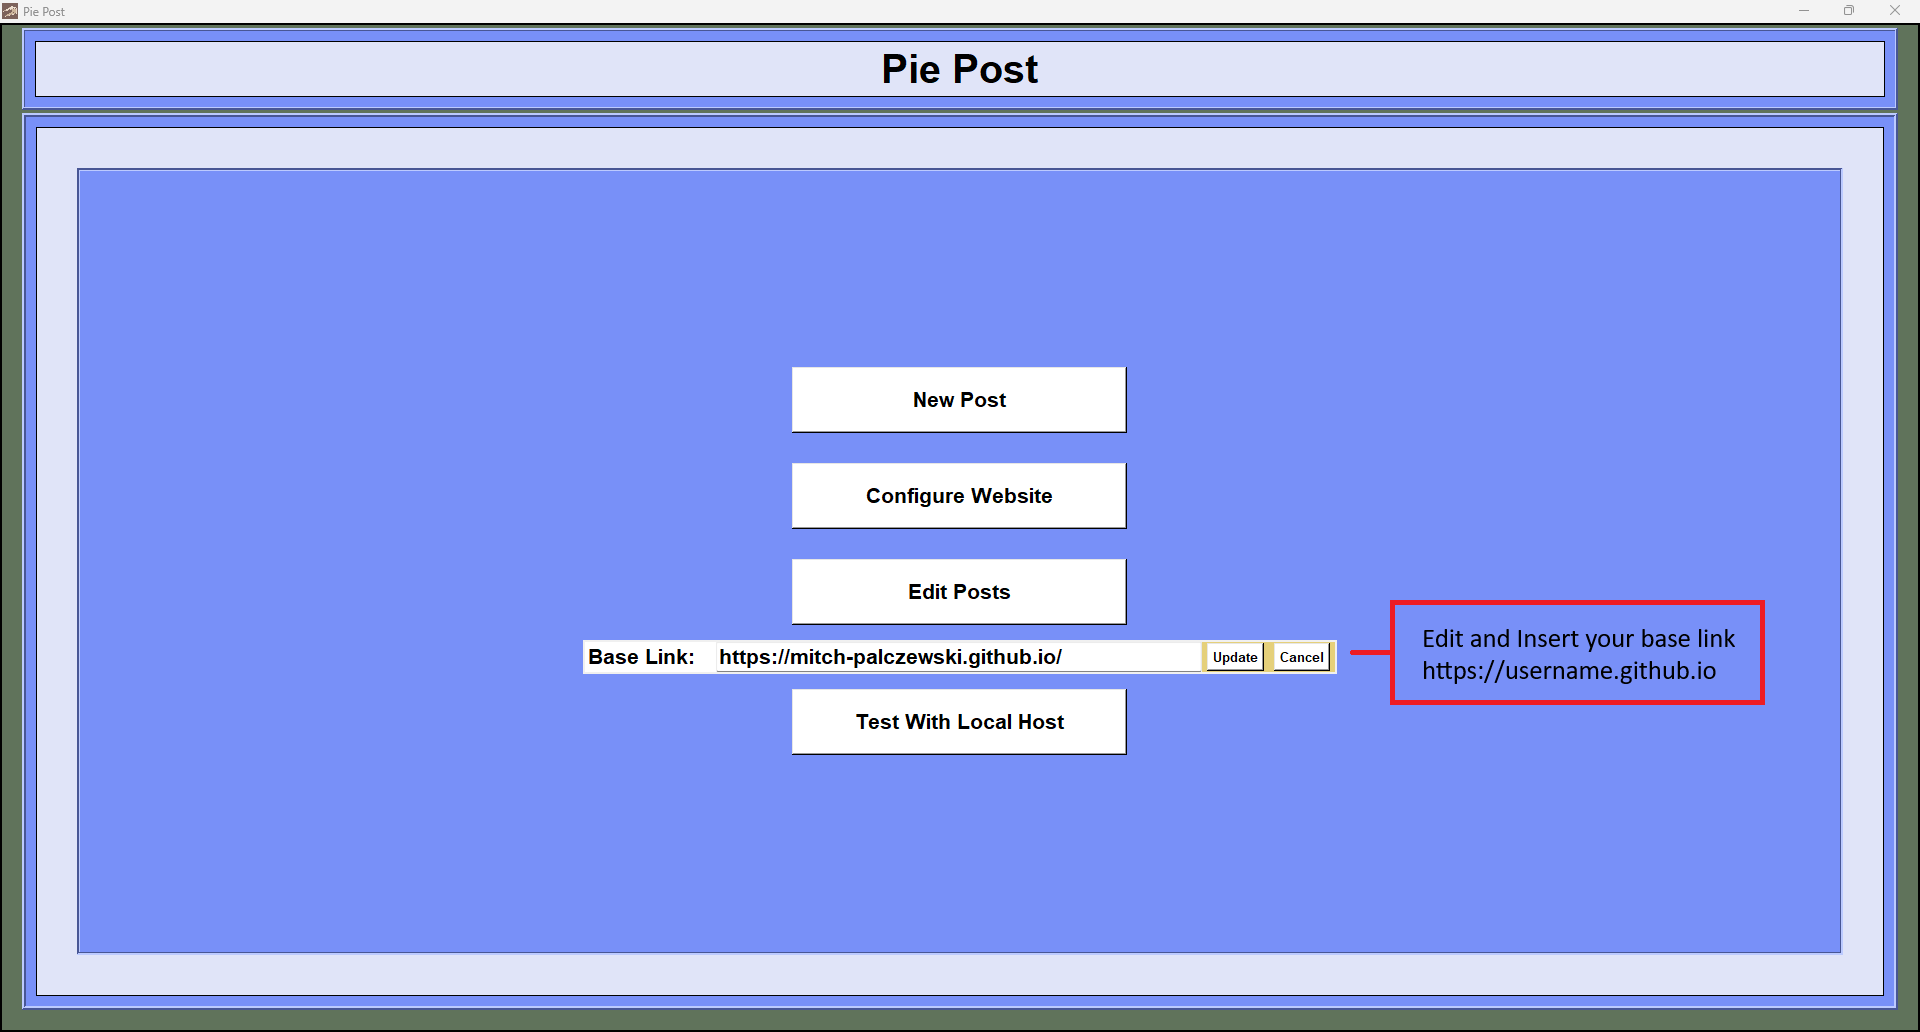 Pie Post
Pie Post
New Post
Configure Website
Edit Posts
Base Link: https://mitch-palczewski.github.io/ Update Cancel
Edit and Insert your base link
https://username.github.io
Test With Local Host